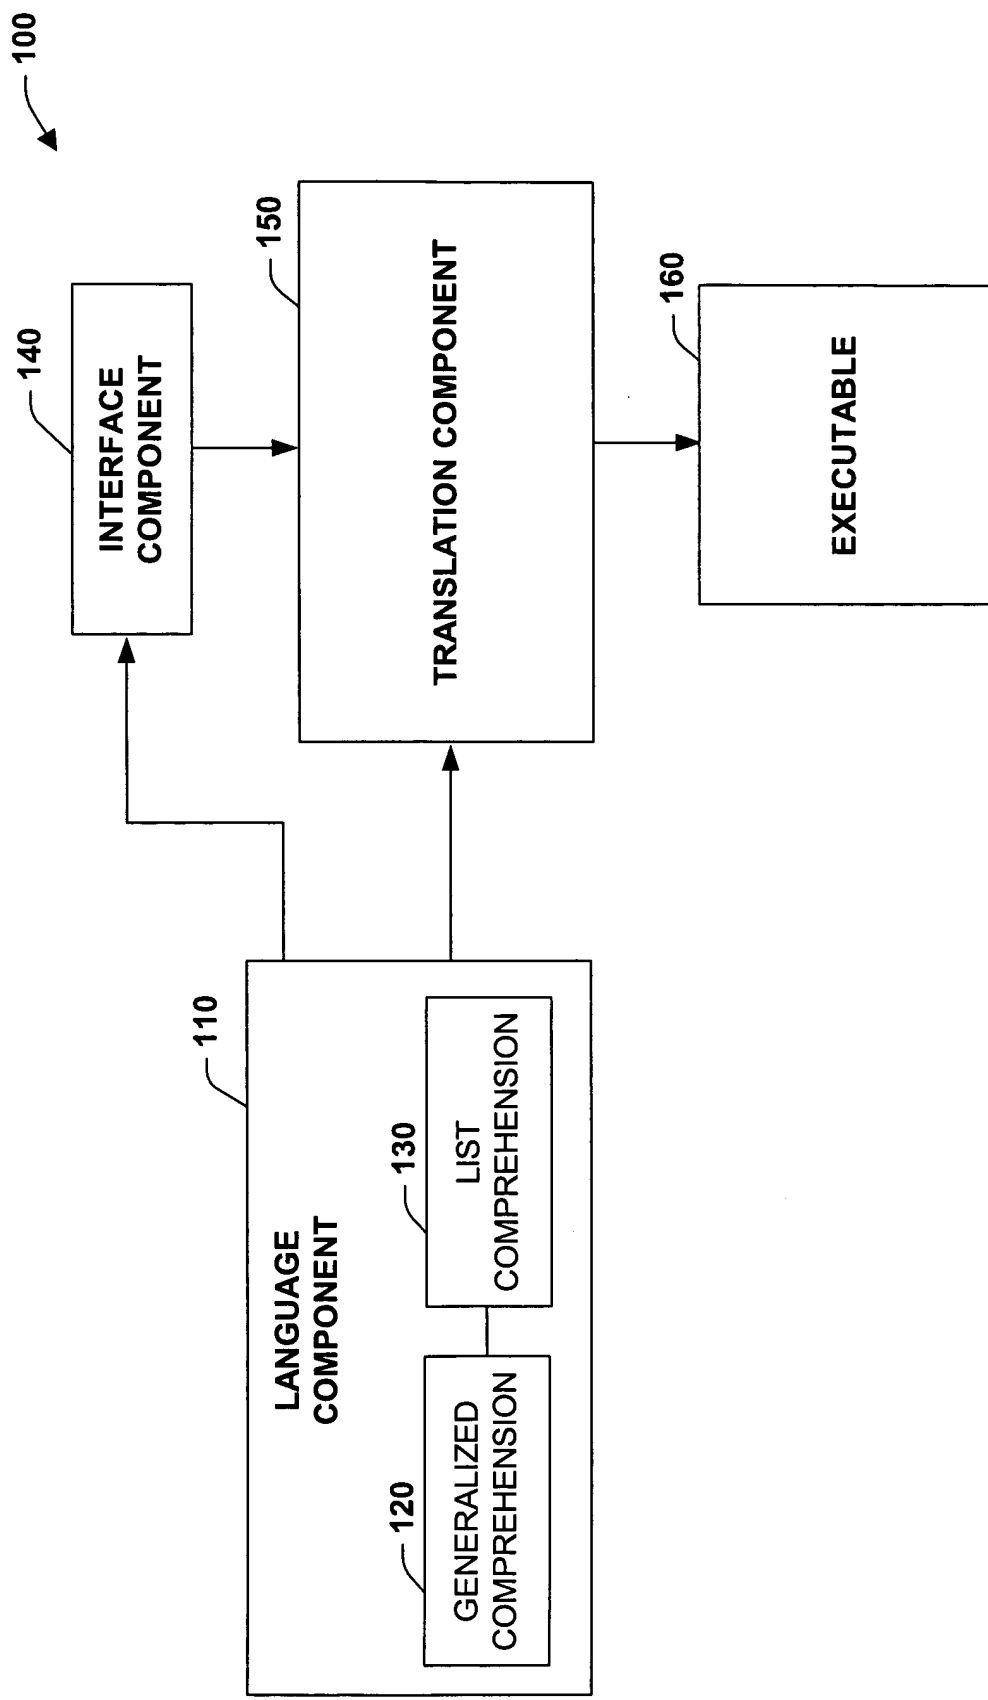 100
110
LANGUAGE
COMPONENT
120
GENERALIZED
COMPREHENSION
130
LIST
COMPREHENSION
140
INTERFACE
COMPONENT
150
TRANSLATION COMPONENT
160
EXECUTABLE